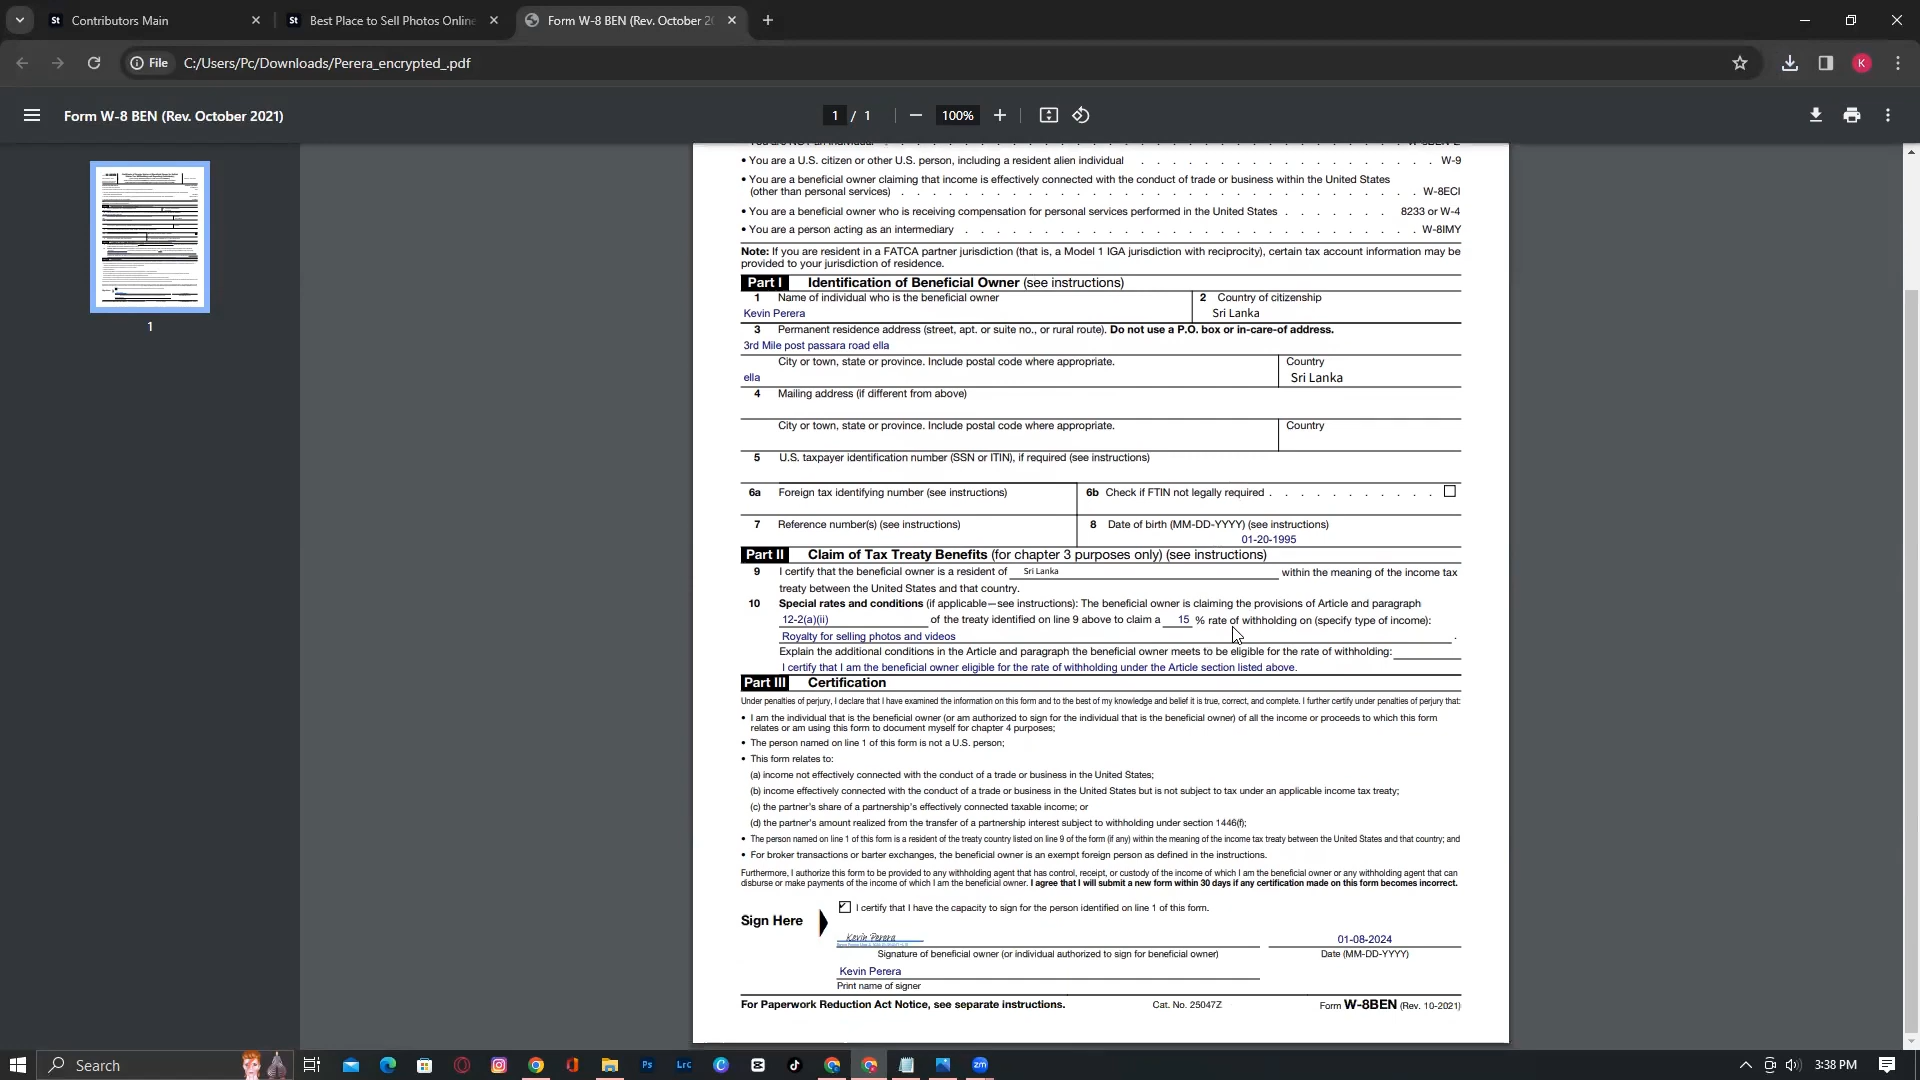 Contributors Main
Best Place to Sell Photos Online
Form W-8 BEN (Rev. October 20
File C:/Users/Pc/Downloads/Perera_encrypted_.pdf
K
Form W-8 BEN (Rev. October 2021)
1 / 1
100%
1
• You are a U.S. citizen or other U.S. person, including a resident alien individual . . . . . . . . . . . . . . . . . . . W-9
• You are a beneficial owner claiming that income is effectively connected with the conduct of trade or business within the United States
(other than personal services) . . . . . . . . . . . . . . . . . . . . . . . . . . W-8ECI
• You are a beneficial owner who is receiving compensation for personal services performed in the United States . . . . . . 8233 or W-4
• You are a person acting as an intermediary . . . . . . . . . . . . . . . . . . . . . . . . W-8IMY
Note: If you are resident in a FATCA partner jurisdiction (that is, a Model 1 IGA jurisdiction with reciprocity), certain tax account information may be
provided to your jurisdiction of residence.
Part I Identification of Beneficial Owner (see instructions)
1 Name of individual who is the beneficial owner
2 Country of citizenship
Kevin Perera
Sri Lanka
3 Permanent residence address (street, apt. or suite no., or rural route). Do not use a P.O. box or in-care-of address.
3rd Mile post passara road ella
City or town, state or province. Include postal code where appropriate.
Country
ella
Sri Lanka
4 Mailing address (if different from above)
City or town, state or province. Include postal code where appropriate.
Country
5 U.S. taxpayer identification number (SSN or ITIN), if required (see instructions)
6a Foreign tax identifying number (see instructions)
6b Check if FTIN not legally required . . . . . . . . . . .
7 Reference number(s) (see instructions)
8 Date of birth (MM-DD-YYYY) (see instructions)
01-20-1995
Part II Claim of Tax Treaty Benefits (for chapter 3 purposes only) (see instructions)
9 I certify that the beneficial owner is a resident of Sri Lanka within the meaning of the income tax
treaty between the United States and that country.
10 Special rates and conditions (if applicable—see instructions): The beneficial owner is claiming the provisions of Article and paragraph
12-2(a)(ii) of the treaty identified on line 9 above to claim a 15 % rate of withholding on (specify type of income):
Royalty for selling photos and videos .
Explain the additional conditions in the Article and paragraph the beneficial owner meets to be eligible for the rate of withholding:
I certify that I am the beneficial owner eligible for the rate of withholding under the Article section listed above.
Part III Certification
Under penalties of perjury, I declare that I have examined the information on this form and to the best of my knowledge and belief it is true, correct, and complete. I further certify under penalties of perjury that:
• I am the individual that is the beneficial owner (or am authorized to sign for the individual that is the beneficial owner) of all the income or proceeds to which this form
relates or am using this form to document myself for chapter 4 purposes;
• The person named on line 1 of this form is not a U.S. person;
• This form relates to:
(a) income not effectively connected with the conduct of a trade or business in the United States;
(b) income effectively connected with the conduct of a trade or business in the United States but is not subject to tax under an applicable income tax treaty;
(c) the partner's share of a partnership's effectively connected taxable income; or
(d) the partner's amount realized from the transfer of a partnership interest subject to withholding under section 1446(f);
• The person named on line 1 of this form is a resident of the treaty country listed on line 9 of the form (if any) within the meaning of the income tax treaty between the United States and that country; and
• For broker transactions or barter exchanges, the beneficial owner is an exempt foreign person as defined in the instructions.
Furthermore, I authorize this form to be provided to any withholding agent that has control, receipt, or custody of the income of which I am the beneficial owner or any withholding agent that can
disburse or make payments of the income of which I am the beneficial owner. I agree that I will submit a new form within 30 days if any certification made on this form becomes incorrect.
I certify that I have the capacity to sign for the person identified on line 1 of this form.
Sign Here
Kevin Perera
01-08-2024
Signature of beneficial owner (or individual authorized to sign for beneficial owner)
Date (MM-DD-YYYY)
Kevin Perera
Print name of signer
For Paperwork Reduction Act Notice, see separate instructions. Cat. No. 25047Z Form W-8BEN (Rev. 10-2021)
Search
3:38 PM